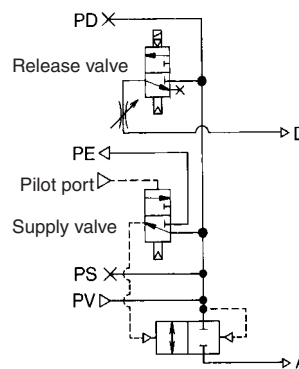 PD
Release valve
D
PE
Pilot port
Supply valve
PS
PV
A